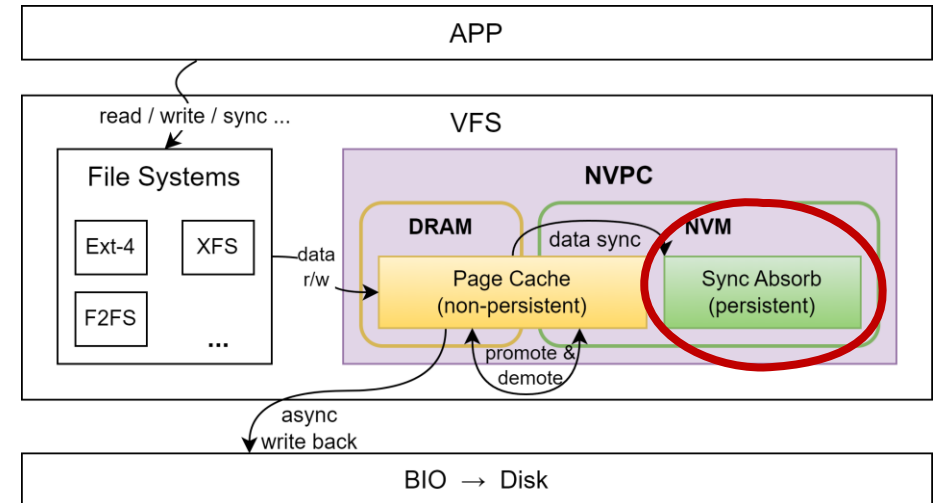 APP
read / write / sync ...
VFS
File Systems
Ext-4
XFS
F2FS
...
data
r/w
NVPC
DRAM
NVM
data sync
Page Cache
(non-persistent)
Sync Absorb
(persistent)
promote &
demote
async
write back
BIO → Disk